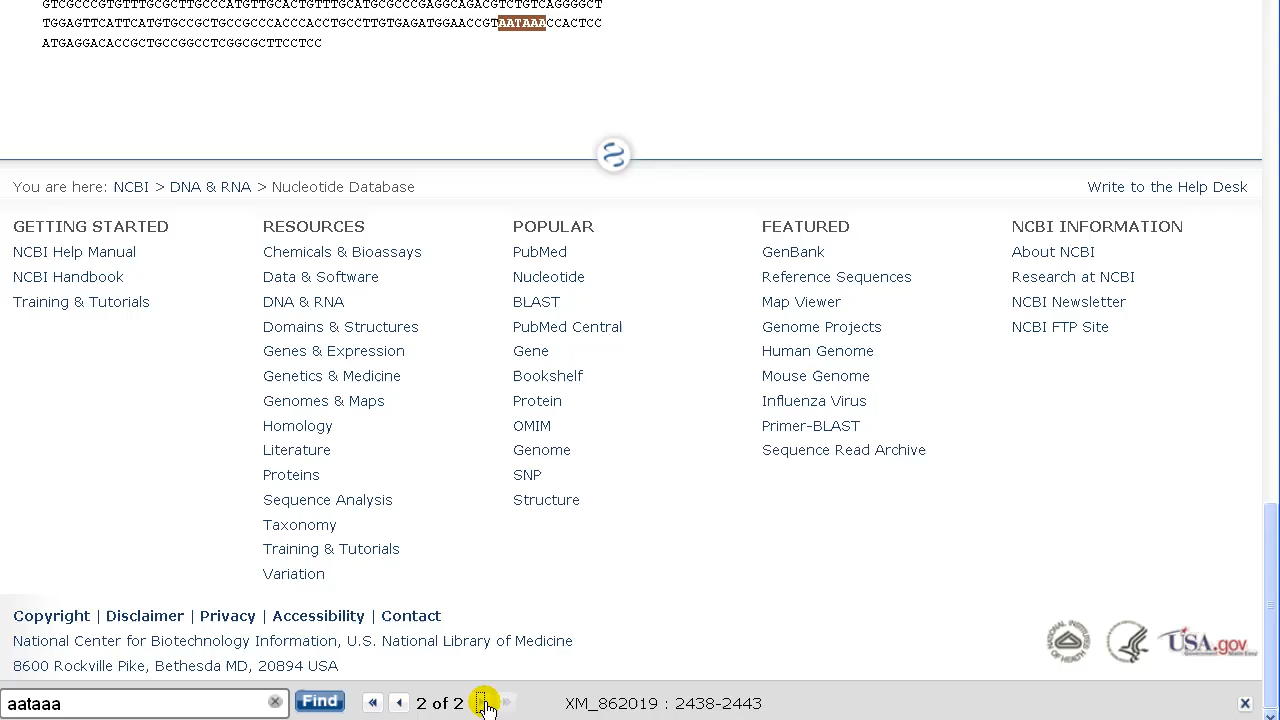 GTCGCCCGTGTTTGCGCTTGCCCATGTTGCACTGTTTGCATGCGCCCGAGGCAGACGTCTGTCAGGGGCT
TGGAGTTCATTCATGTGCCGCTGCCGCCCACCCACCTGCCTTGTGAGATGGAACCGTAATAAACCACTCC
ATGAGGACACCGCTGCCGGCCTCGGCGCTTCCTCC
You are here: NCBI > DNA & RNA > Nucleotide Database
Write to the Help Desk
GETTING STARTED
NCBI Help Manual
NCBI Handbook
Training & Tutorials
RESOURCES
Chemicals & Bioassays
Data & Software
DNA & RNA
Domains & Structures
Genes & Expression
Genetics & Medicine
Genomes & Maps
Homology
Literature
Proteins
Sequence Analysis
Taxonomy
Training & Tutorials
Variation
POPULAR
PubMed
Nucleotide
BLAST
PubMed Central
Gene
Bookshelf
Protein
OMIM
Genome
SNP
Structure
FEATURED
GenBank
Reference Sequences
Map Viewer
Genome Projects
Human Genome
Mouse Genome
Influenza Virus
Primer-BLAST
Sequence Read Archive
NCBI INFORMATION
About NCBI
Research at NCBI
NCBI Newsletter
NCBI FTP Site
Copyright | Disclaimer | Privacy | Accessibility | Contact
National Center for Biotechnology Information, U S. National Library of Medicine
8600 Rockville Pike, Bethesda MD, 20894 USA
USA.gov
aataaa
Find
2 of 2
XM_862019 : 2438-2443